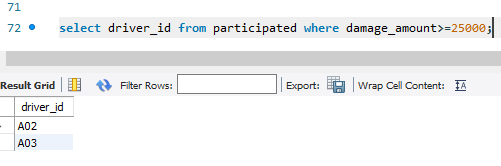 71
72 select driver_id from participated where damage_amount>=25000;
Result Grid Filter Rows: Export: Wrap Cell Content: IA
driver_id
A02
A03